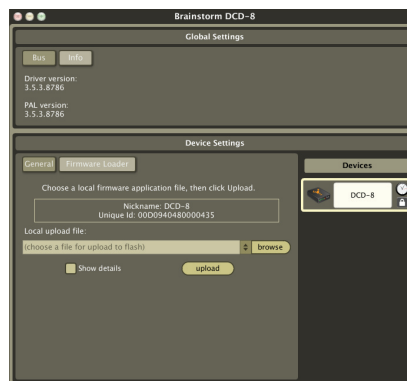 Brainstorm DCD-8
Global Settings
Bus Info
Driver version:
3.5.3.8786
PAL version:
3.5.3.8786
Device Settings
General Firmware Loader
Devices
Choose a local firmware application file, then click Upload.
Nickname: DCD-8
Unique Id: 00D0940480000435
DCD-8
Local upload file:
(choose a file for upload to flash) browse
Show details upload